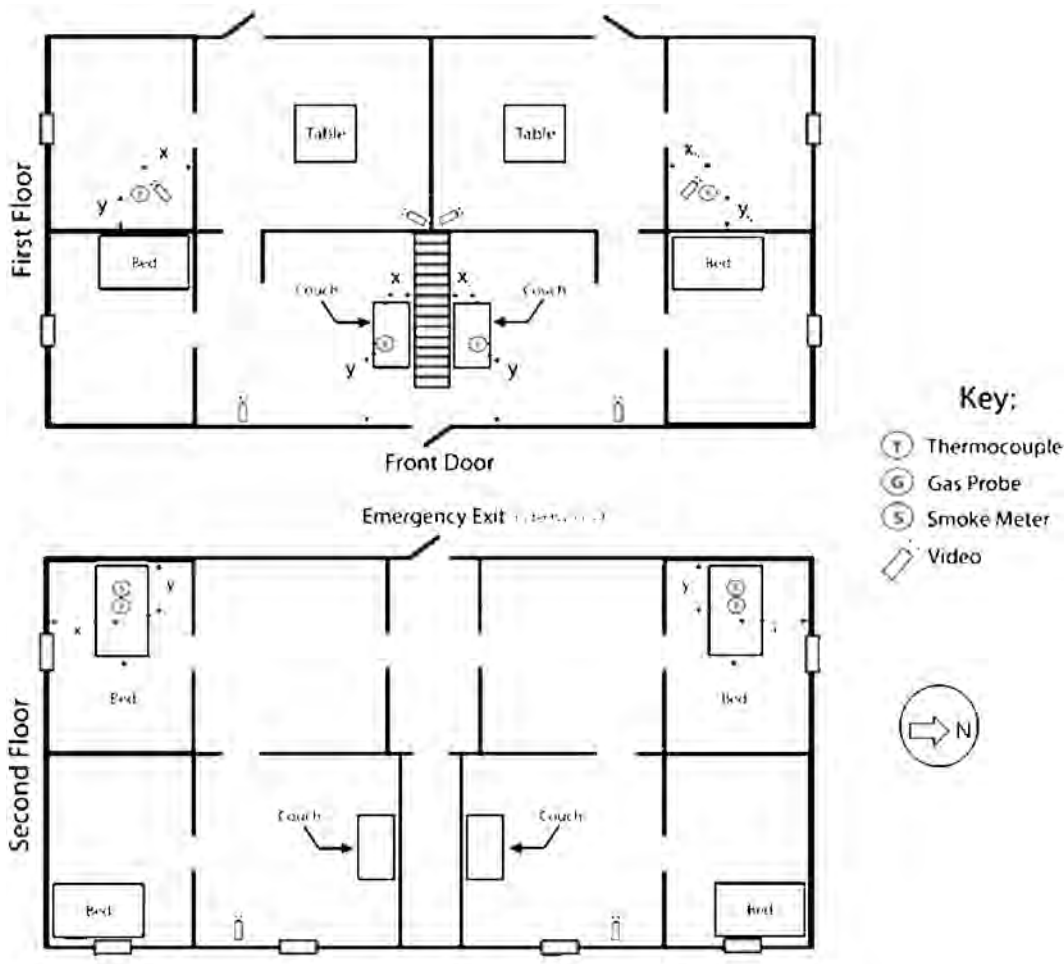 First Floor
Table
Table
x
x
y
y
Bed
Bed
x
x
Couch
Couch
y
y
Front Door
Key:
T Thermocouple
G Gas Probe
S Smoke Meter
Video
Emergency Exit
Second Floor
y
y
x
Bed
Bed
N
Couch
Couch
Bed
Bed